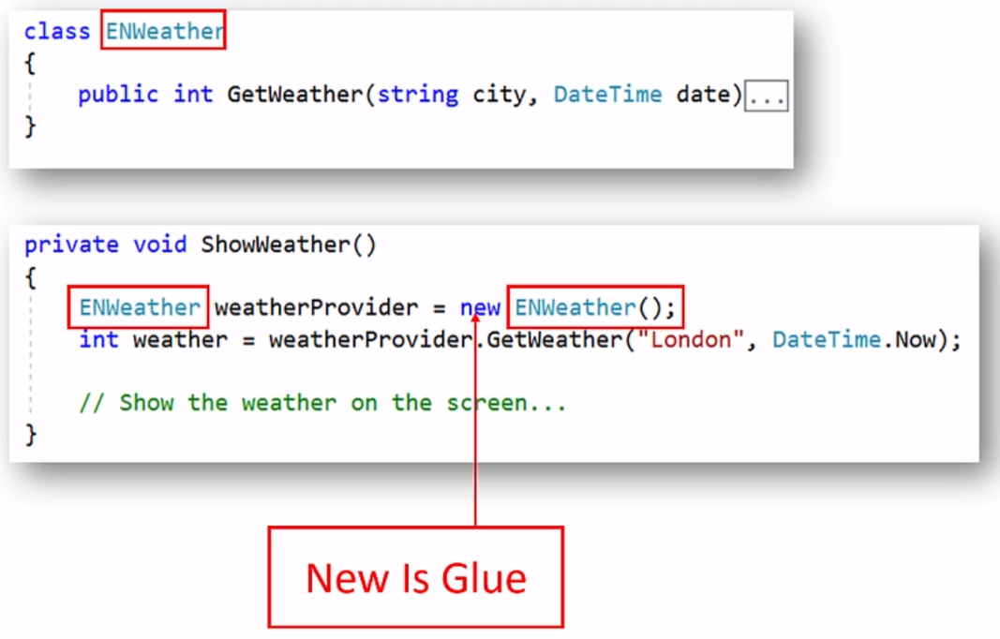 class ENWeather
{
public int GetWeather(string city, DateTime date)...
}
private void ShowWeather()
{
ENWeather weatherProvider = new ENWeather();
int weather = weatherProvider.GetWeather("London", DateTime.Now);
// Show the weather on the screen...
}
New Is Glue